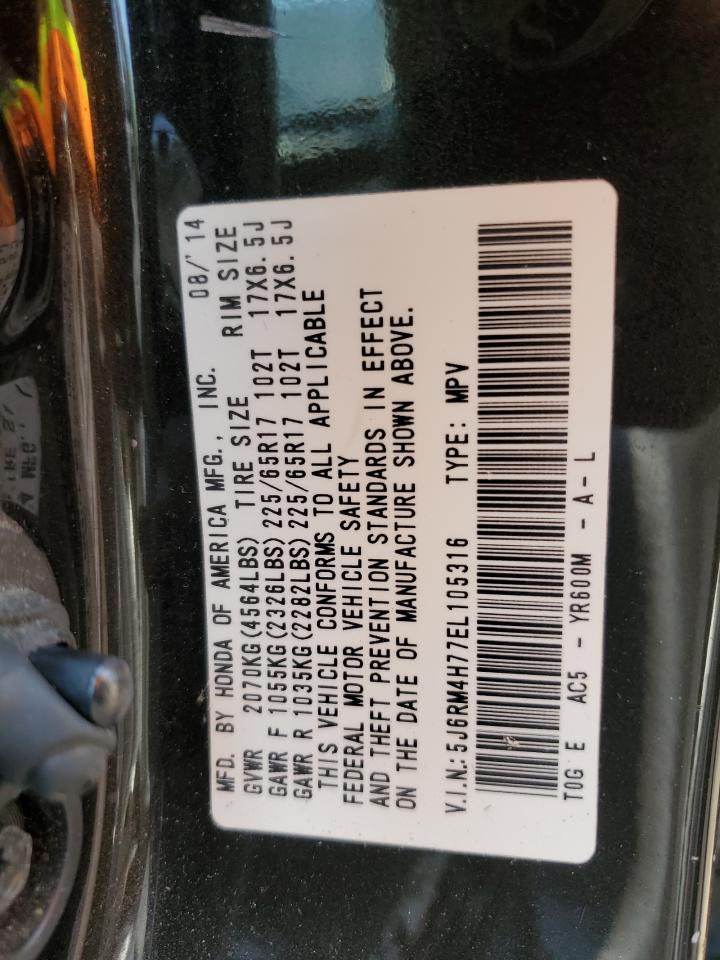 MFD. BY HONDA OF AMERICA MFG., INC. 08/'14
GVWR 2070KG(4564LBS) TIRE SIZE RIM SIZE
GAWR F 1055KG(2326LBS)225/65R17 102T 17X6.5J
GAWR R 1035KG(2282LBS)225/65R17 102T 17X6.5J
THIS VEHICLE CONFORMS TO ALL APPLICABLE
FEDERAL MOTOR VEHICLE SAFETY
AND THEFT PREVENTION STANDARDS IN EFFECT
ON THE DATE OF MANUFACTURE SHOWN ABOVE.
V.I.N.:5J6RM4H77EL105316 TYPE: MPV
T0G E AC5 - YR600M - A - L